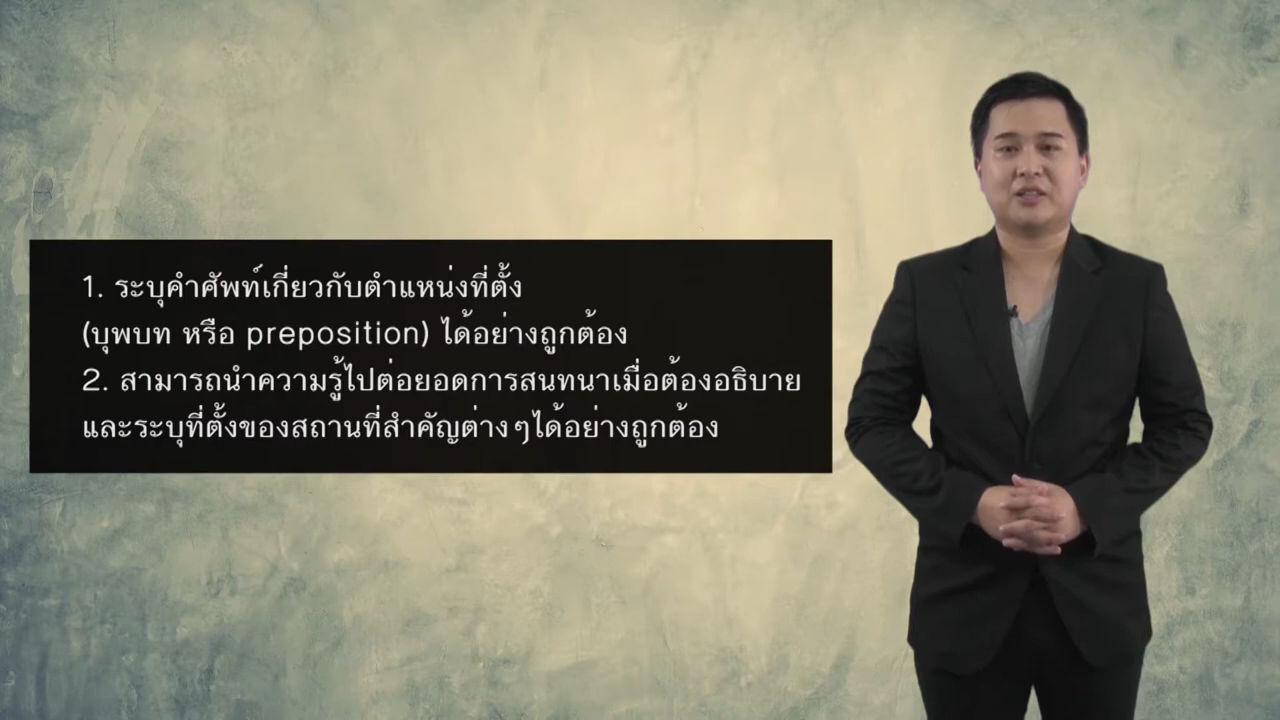 1. ระบุคำศัพท์เกี่ยวกับตำแหน่งที่ตั้ง
(บุพบท หรือ preposition) ได้อย่างถูกต้อง
2. สามารถนำความรู้ไปต่อยอดการสนทนาเมื่อต้องอธิบาย
และระบุที่ตั้งของสถานที่สำคัญต่างๆได้อย่างถูกต้อง